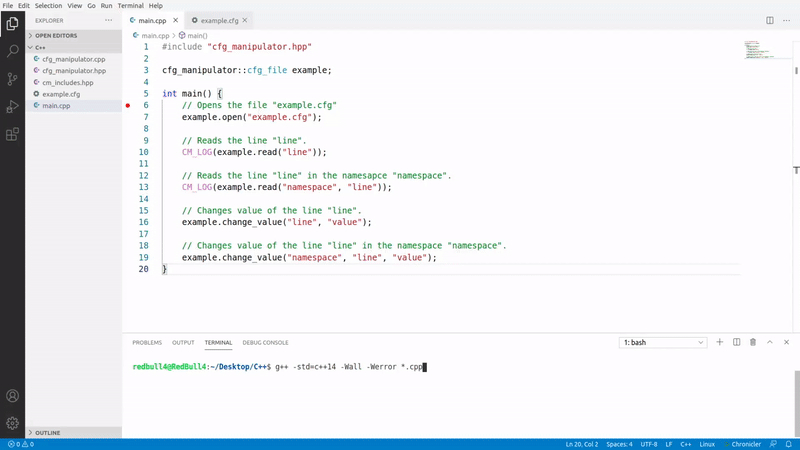 File Edit Selection View Go Run Terminal Help
EXPLORER
main.cpp
example.cfg
OPEN EDITORS
C++
cfg_manipulator.cpp
cfg_manipulator.hpp
cm_includes.hpp
example.cfg
main.cpp
OUTLINE
main.cpp > main()
1 #include "cfg_manipulator.hpp"
2
3 cfg_manipulator::cfg_file example;
4
5 int main() {
6 // Opens the file "example.cfg"
7 example.open("example.cfg");
8
9 // Reads the line "line".
10 CM_LOG(example.read("line"));
11
12 // Reads the line "line" in the namesapce "namespace".
13 CM_LOG(example.read("namespace", "line"));
14
15 // Changes value of the line "line".
16 example.change_value("line", "value");
17
18 // Changes value of the line "line" in the namespace "namespace".
19 example.change_value("namespace", "line", "value");
20 }
PROBLEMS OUTPUT TERMINAL DEBUG CONSOLE
1: bash
redbull4@RedBull4:~/Desktop/C++$ g++ -std=c++14 -Wall -Werror *.cpp
0 0
Ln 20, Col 2 Spaces: 4 UTF-8 LF C++ Linux Chronicler